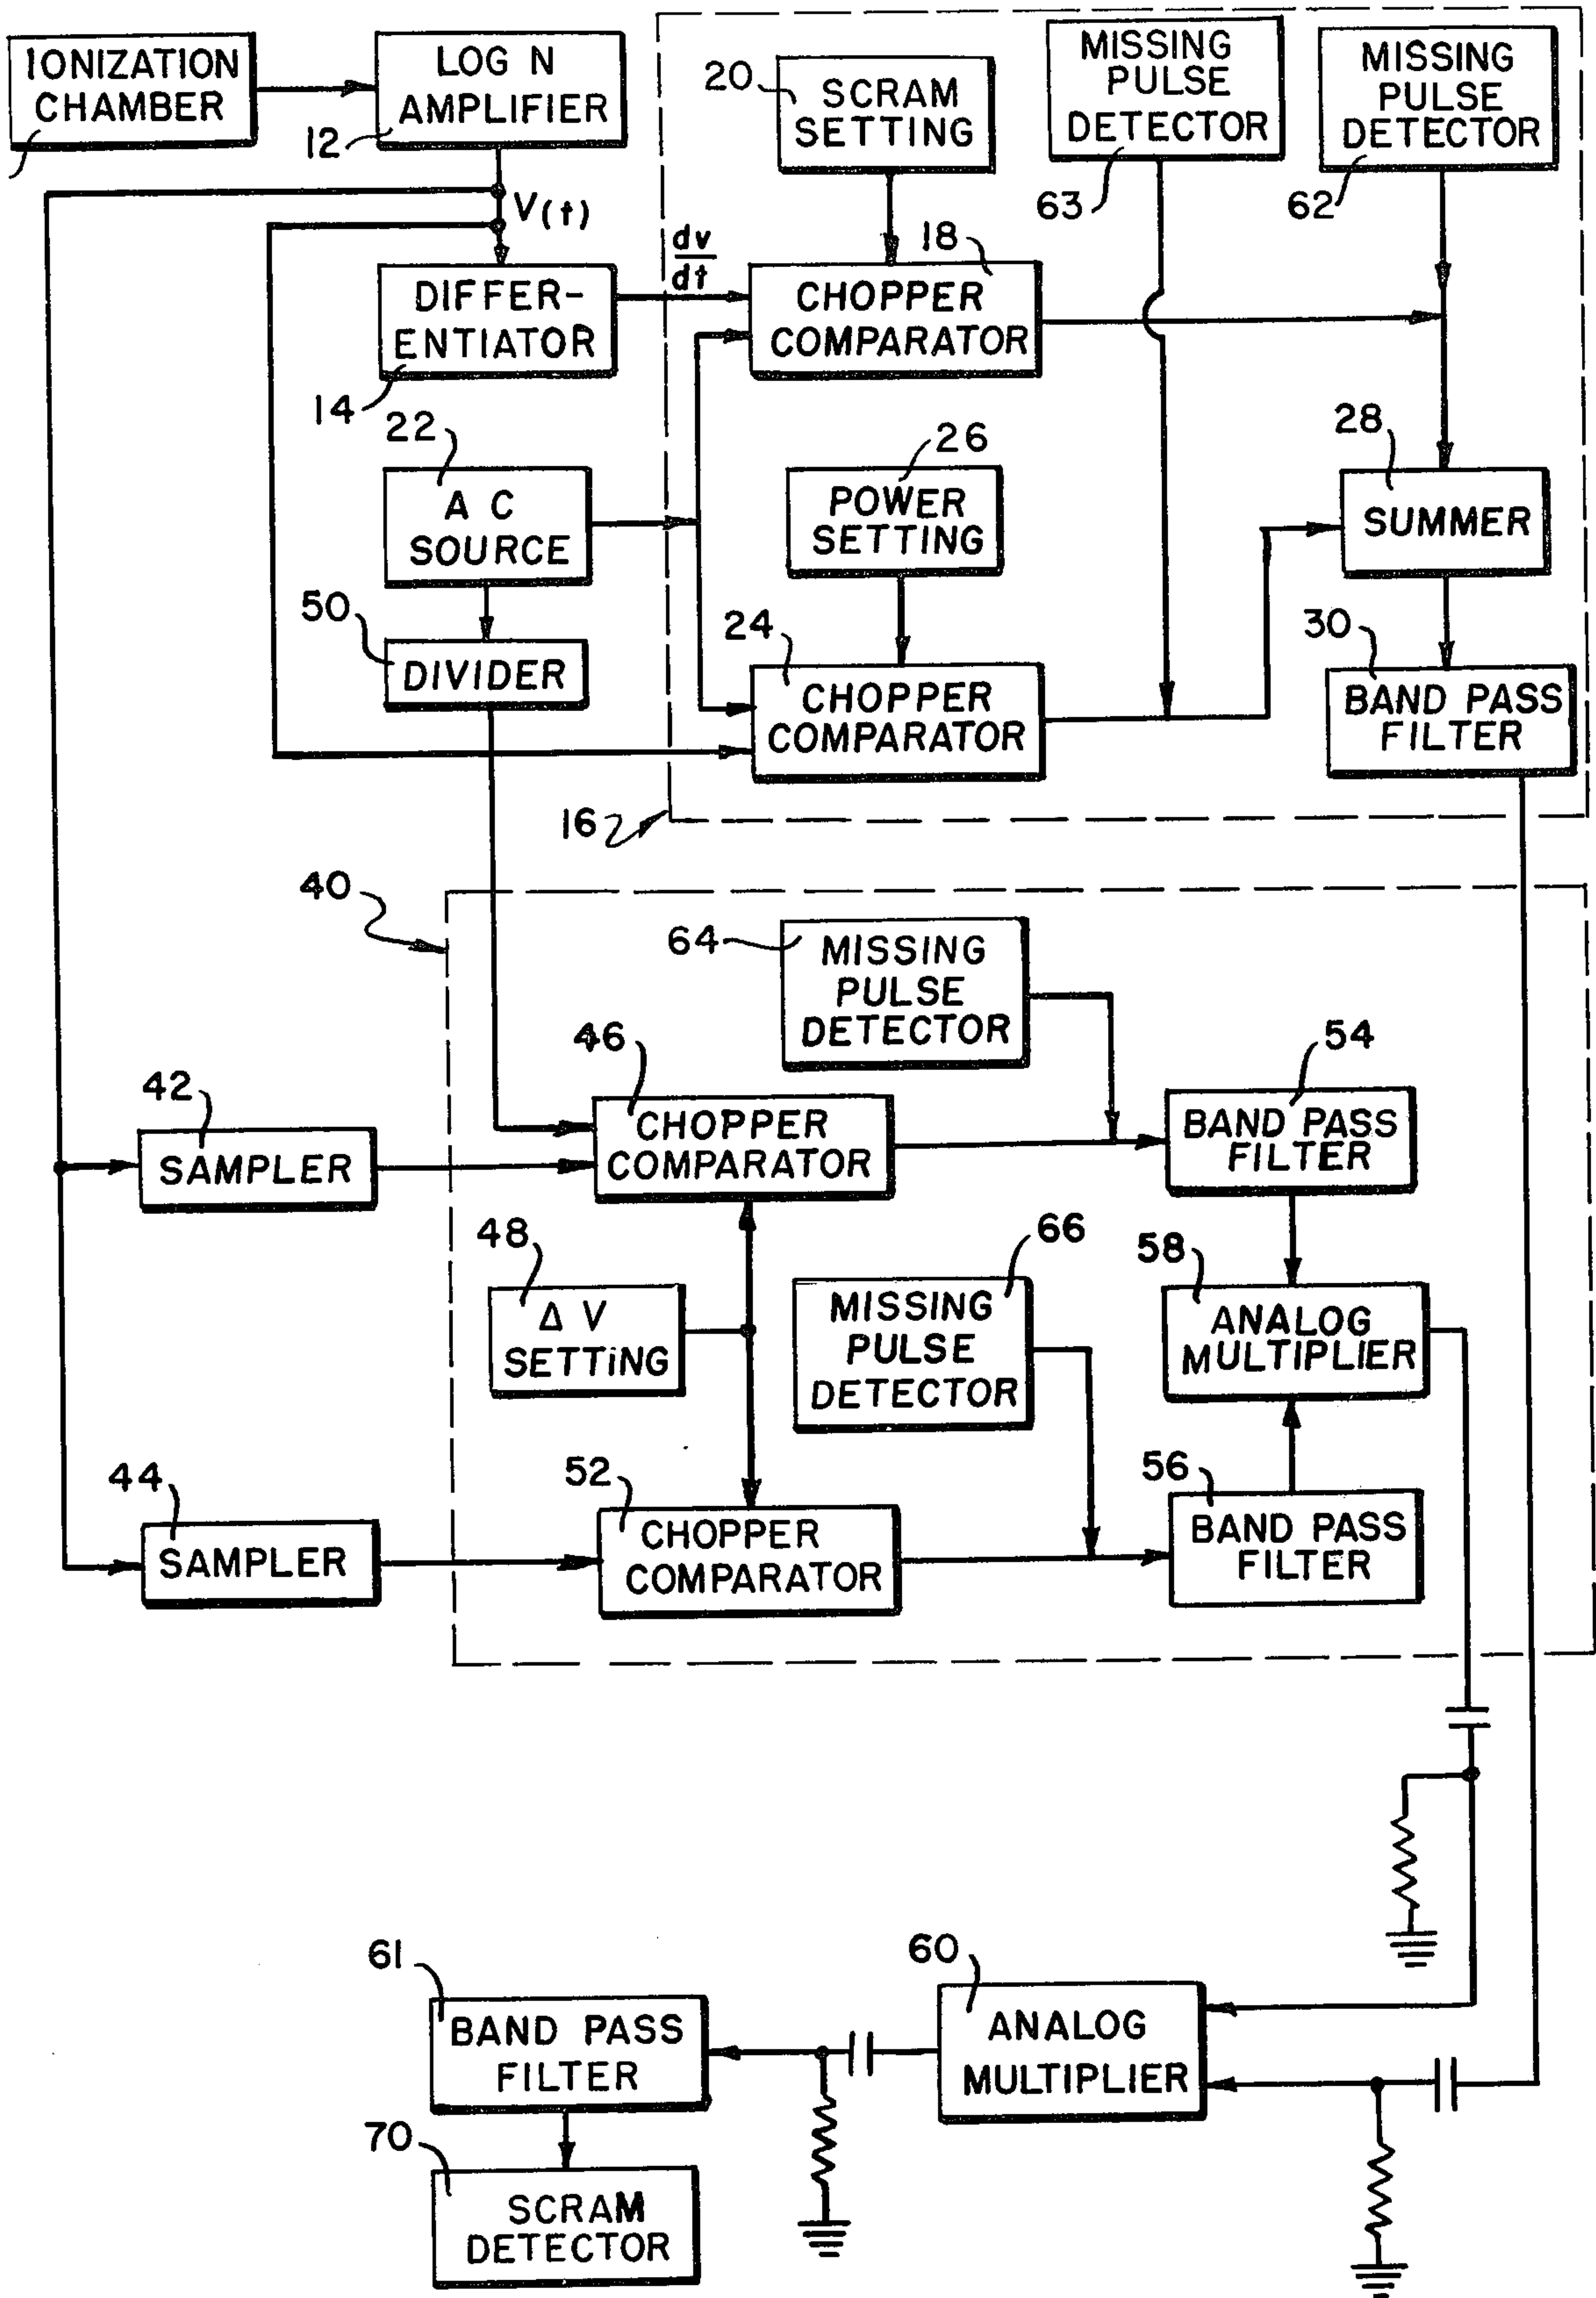 IONIZATION
CHAMBER
LOG N
AMPLIFIER
12
V(t)
20
SCRAM
SETTING
MISSING
PULSE
DETECTOR
63
MISSING
PULSE
DETECTOR
62
DIFFER-
ENTIATOR
14
dv
dt
18
CHOPPER
COMPARATOR
22
A C
SOURCE
26
POWER
SETTING
28
SUMMER
50
DIVIDER
24
CHOPPER
COMPARATOR
30
BAND PASS
FILTER
16
40
64
MISSING
PULSE
DETECTOR
46
CHOPPER
COMPARATOR
54
BAND PASS
FILTER
42
SAMPLER
48
Δ V
SETTiNG
66
MISSING
PULSE
DETECTOR
58
ANALOG
MULTIPLIER
44
SAMPLER
52
CHOPPER
COMPARATOR
56
BAND PASS
FILTER
61
BAND PASS
FILTER
60
ANALOG
MULTIPLIER
70
SCRAM
DETECTOR